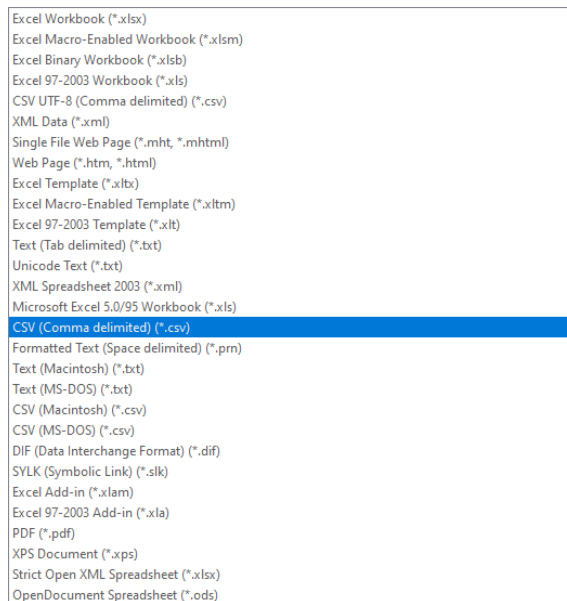 Excel Workbook (*.xlsx)
Excel Macro-Enabled Workbook (*.xlsm)
Excel Binary Workbook (*.xlsb)
Excel 97-2003 Workbook (*.xls)
CSV UTF-8 (Comma delimited) (*.csv)
XML Data (*.xml)
Single File Web Page (*.mht, *.mhtml)
Web Page (*.htm, *.html)
Excel Template (*.xltx)
Excel Macro-Enabled Template (*.xltm)
Excel 97-2003 Template (*.xlt)
Text (Tab delimited) (*.txt)
Unicode Text (*.txt)
XML Spreadsheet 2003 (*.xml)
Microsoft Excel 5.0/95 Workbook (*.xls)
CSV (Comma delimited) (*.csv)
Formatted Text (Space delimited) (*.prn)
Text (Macintosh) (*.txt)
Text (MS-DOS) (*.txt)
CSV (Macintosh) (*.csv)
CSV (MS-DOS) (*.csv)
DIF (Data Interchange Format) (*.dif)
SYLK (Symbolic Link) (*.slk)
Excel Add-in (*.xlam)
Excel 97-2003 Add-in (*.xla)
PDF (*.pdf)
XPS Document (*.xps)
Strict Open XML Spreadsheet (*.xlsx)
OpenDocument Spreadsheet (*.ods)